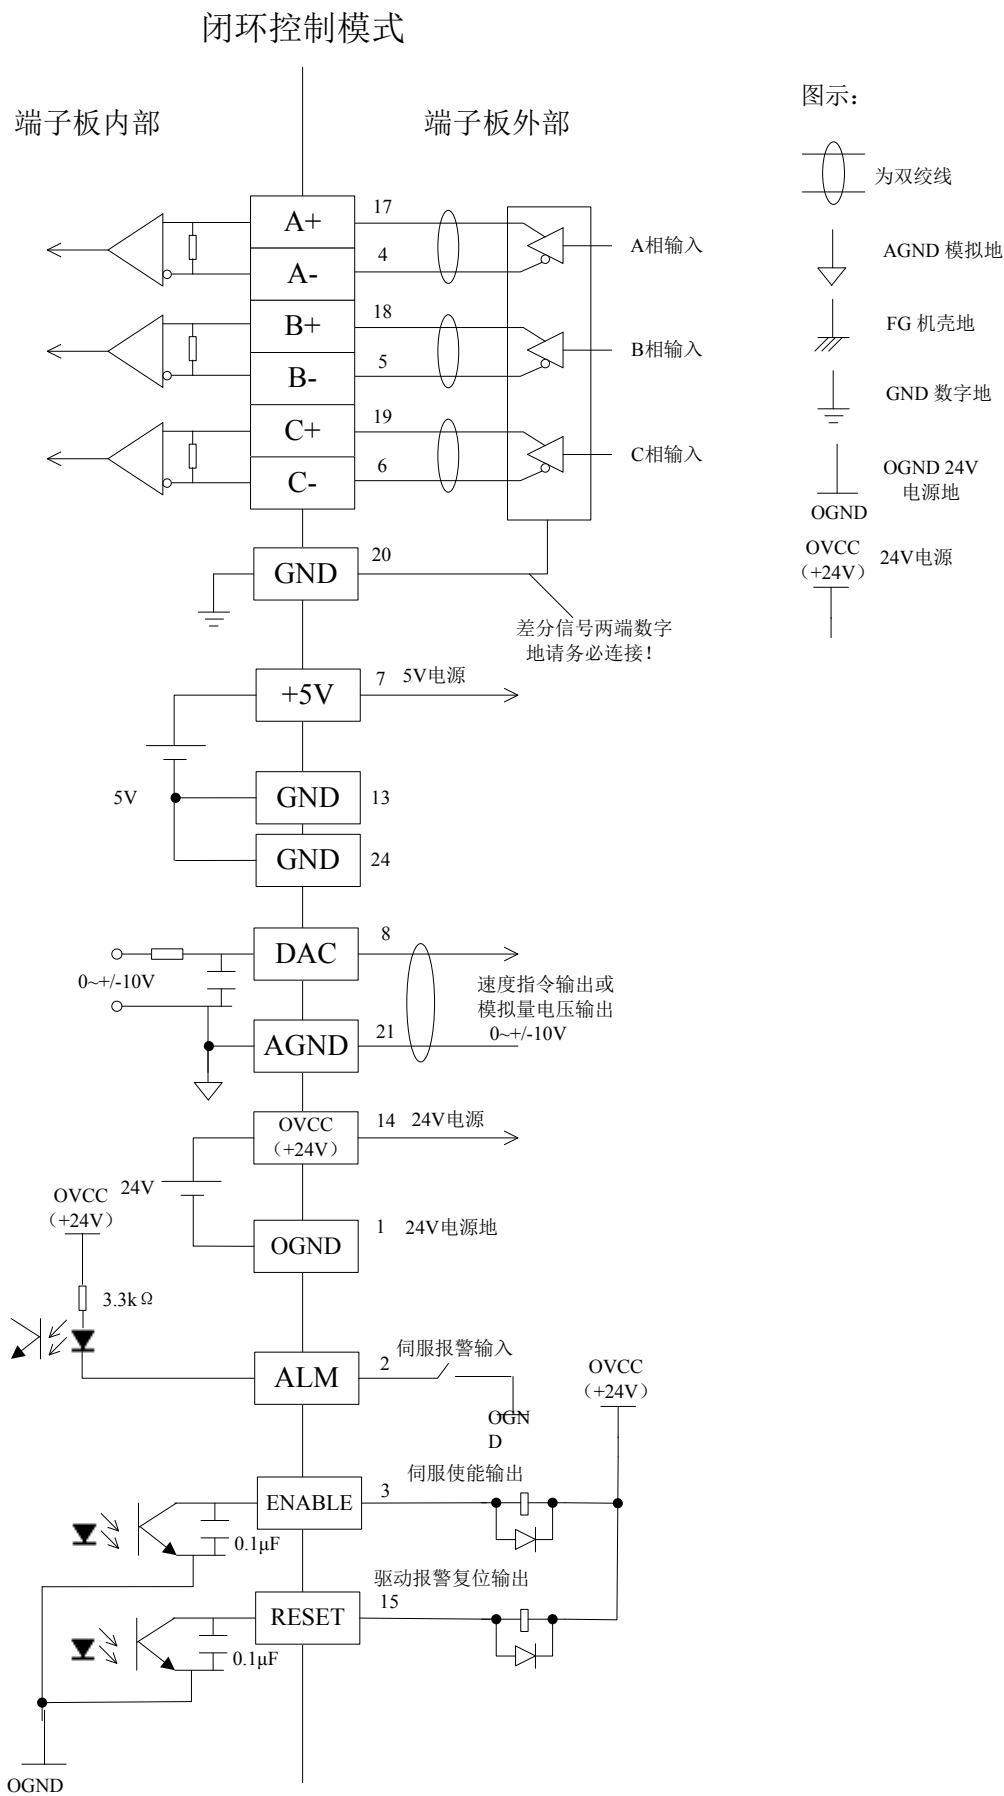 闭环控制模式
端子板内部
端子板外部
图示：
为双绞线
AGND 模拟地
FG 机壳地
GND 数字地
OGND 24V
电源地
OGND
OVCC
（+24V）
24V电源
A+
17
A-
4
A相输入
B+
18
B-
5
B相输入
C+
19
C-
6
C相输入
GND
20
差分信号两端数字
地请务必连接！
+5V
7
5V电源
5V
GND
13
GND
24
DAC
8
0~+/-10V
速度指令输出或
模拟量电压输出
0~+/-10V
AGND
21
OVCC
（+24V）
14
24V电源
24V
OVCC
（+24V）
OGND
1
24V电源地
3.3kΩ
ALM
2
伺服报警输入
OGN
D
OVCC
（+24V）
伺服使能输出
ENABLE
3
0.1μF
驱动报警复位输出
RESET
15
0.1μF
OGND